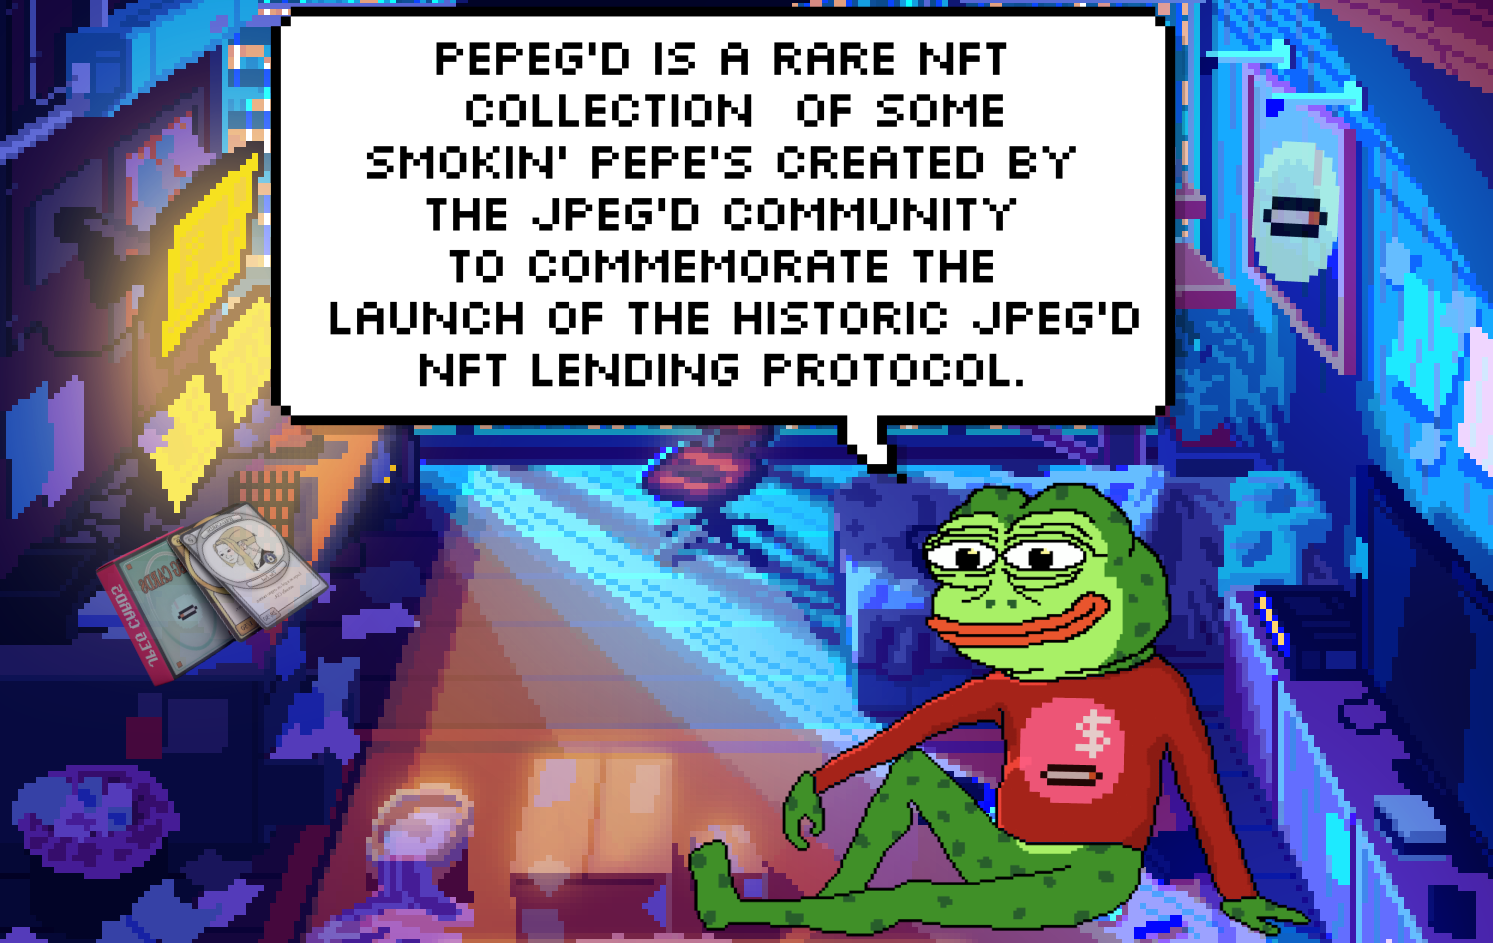 PEPEG'D IS A RARE NFT
COLLECTION OF SOME
SMOKIN' PEPE'S CREATED BY
THE JPEG'D COMMUNITY
TO COMMEMORATE THE
LAUNCH OF THE HISTORIC JPEG'D
NFT LENDING PROTOCOL.
$
JPEG CARDS